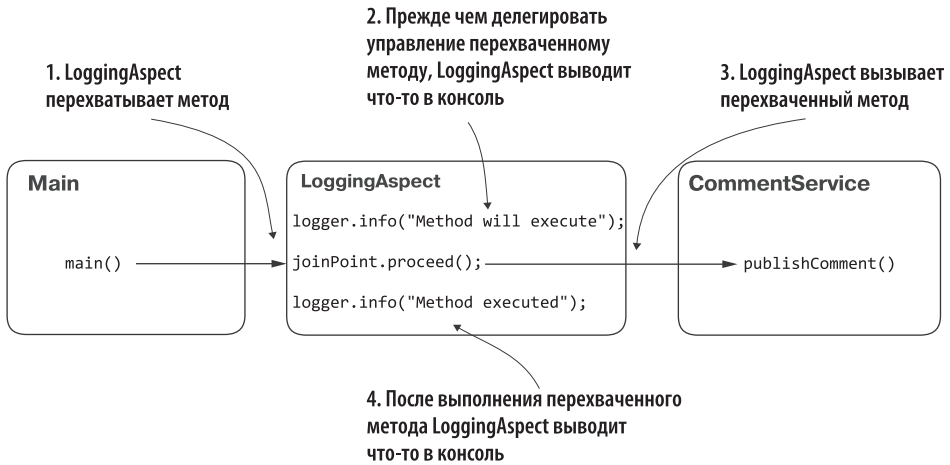 2. Прежде чем делегировать
управление перехваченному
методу, LoggingAspect выводит
что-то в консоль
1. LoggingAspect
перехватывает метод
3. LoggingAspect вызывает
перехваченный метод
Main
main()
LoggingAspect
logger.info("Method will execute");
joinPoint.proceed();
logger.info("Method executed");
CommentService
publishComment()
4. После выполнения перехваченного
метода LoggingAspect выводит
что-то в консоль